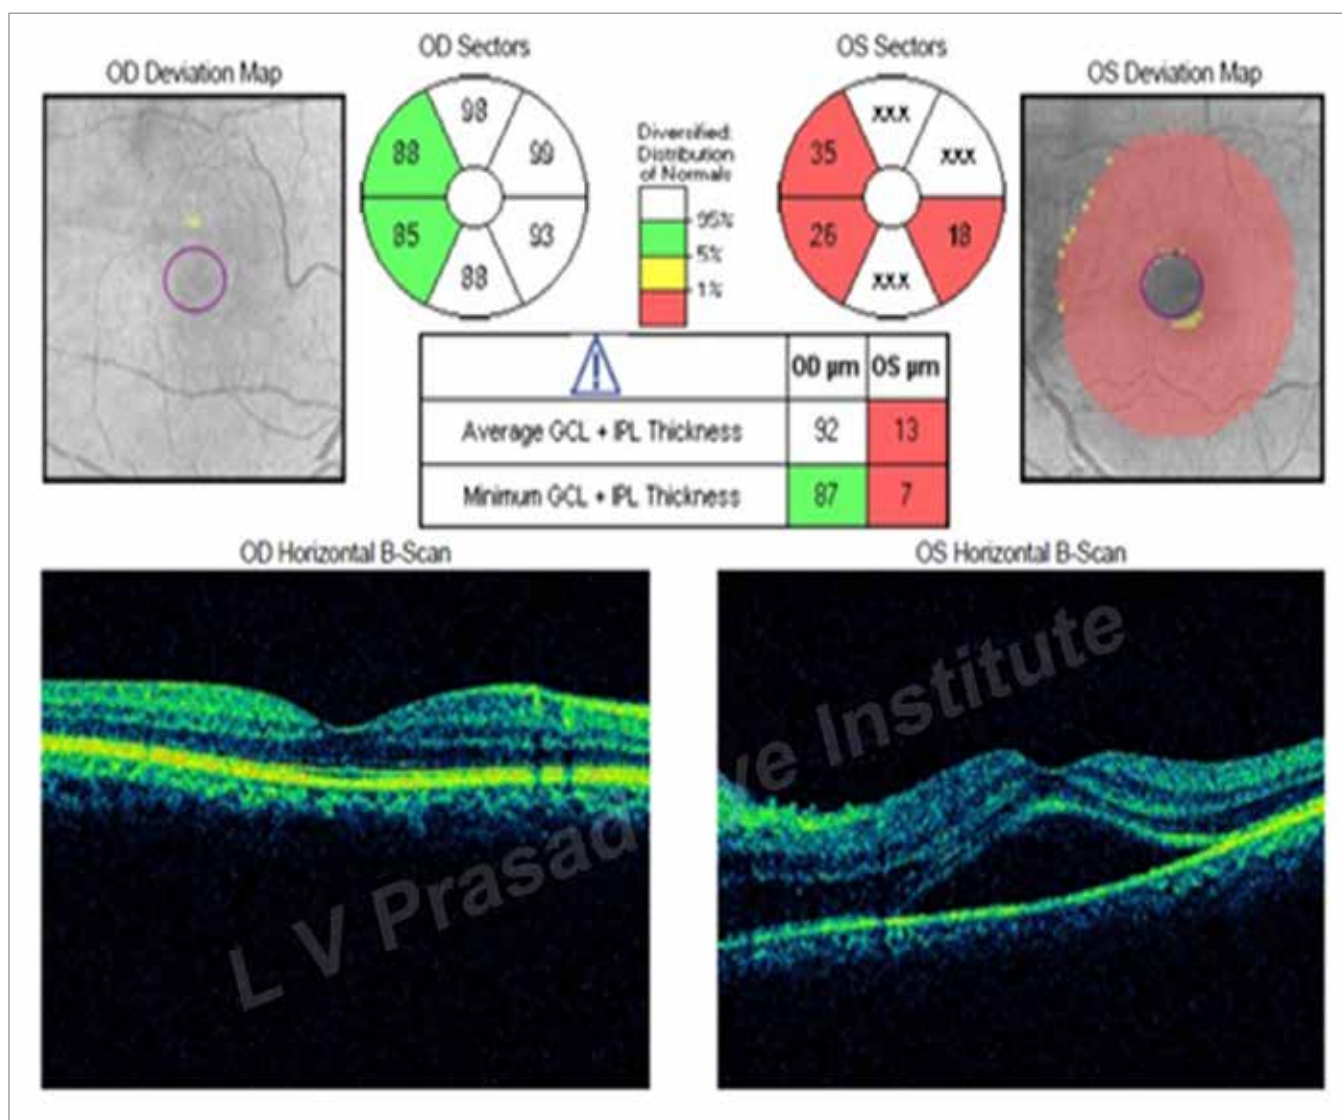 OD Sectors
OS Sectors
OD Deviation Map
OS Deviation Map
98
99
88
85
93
88
Diversified:
Distribution
of Normals
95%
5%
1%
xxx
xxx
35
26
18
xxx
OD µm
OS µm
Average GCL + IPL Thickness
92
13
Minimum GCL + IPL Thickness
87
7
OD Horizontal B-Scan
OS Horizontal B-Scan
L V Prasad Institute